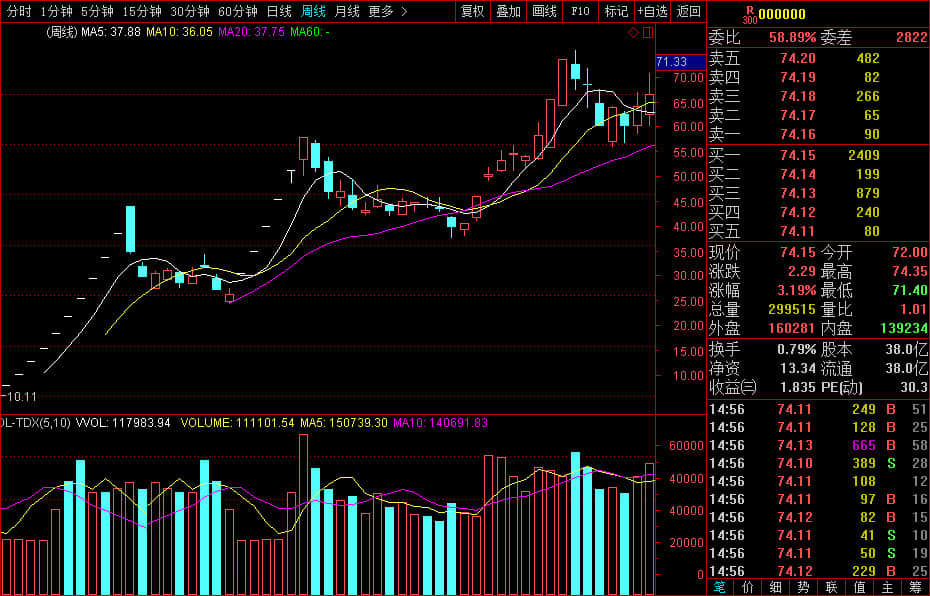 分时 1分钟 5分钟 15分钟 30分钟 60分钟 日线 周线 月线 更多 > 复权 叠加 画线 F10 标记 +自选 返回
R 300 000000
(周线) MA5: 37.88 MA10: 36.05 MA20: 37.75 MA60: -
委比 58.89% 委差 2822
卖五 74.20 482
卖四 74.19 82
卖三 74.18 266
卖二 74.17 65
卖一 74.16 90
买一 74.15 2409
买二 74.14 199
买三 74.13 879
买四 74.12 240
买五 74.11 80
现价 74.15 今开 72.00
涨跌 2.29 最高 74.35
涨幅 3.19% 最低 71.40
总量 299515 量比 1.01
外盘 160281 内盘 139234
换手 0.79% 股本 38.0亿
净资 13.34 流通 38.0亿
收益(三) 1.835 PE(动) 30.3
71.33
70.00
65.00
60.00
55.00
50.00
45.00
40.00
35.00
30.00
25.00
20.00
15.00
10.00
10.11
OL-TDX(5,10) VVOL: 117983.94 VOLUME: 111101.54 MA5: 150739.30 MA10: 140691.83
60000
40000
40000
20000
0
14:56 74.11 249 B 51
14:56 74.11 128 B 25
14:56 74.13 665 B 58
14:56 74.10 389 S 28
14:56 74.11 108 12
14:56 74.11 97 B 16
14:56 74.12 82 B 15
14:56 74.11 41 S 10
14:56 74.11 50 S 19
14:56 74.12 229 B 25
笔 价 细 势 联 值 主 筹